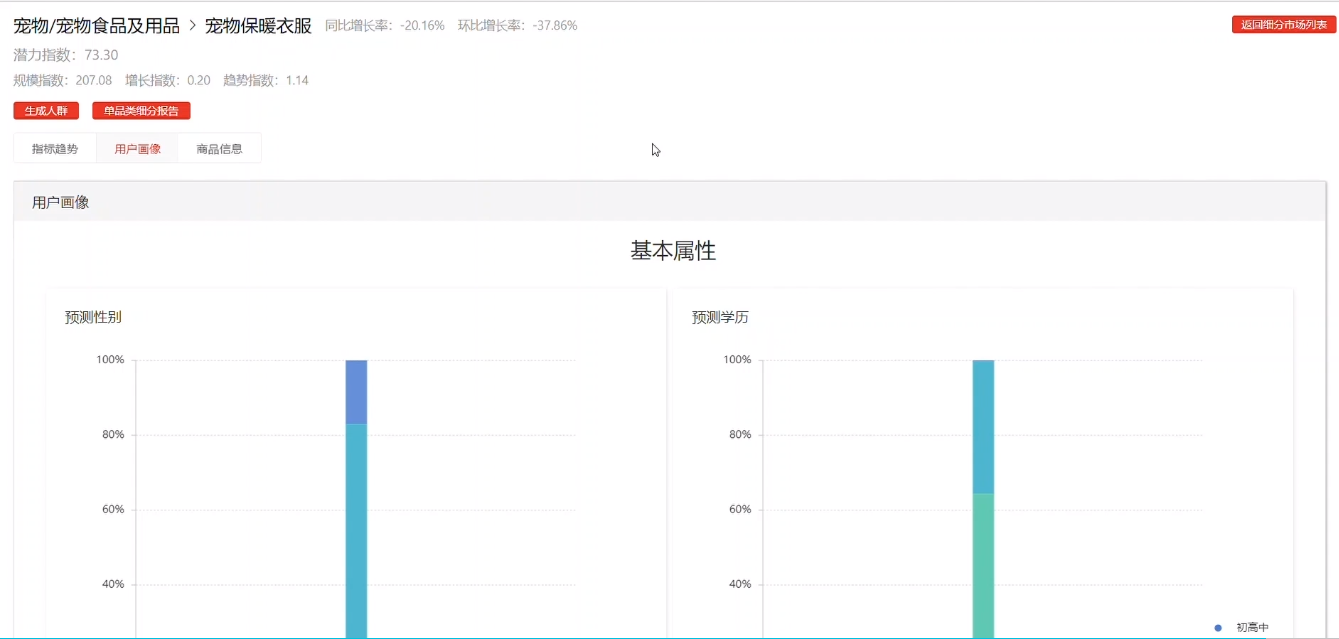 宠物/宠物食品及用品 > 宠物保暖衣服 同比增长率：-20.16% 环比增长率：-37.86%
返回细分市场列表
潜力指数：73.30
规模指数：207.08 增长指数：0.20 趋势指数：1.14
生成人群 单品类细分报告
指标趋势 用户画像 商品信息
用户画像
基本属性
预测性别
100%
80%
60%
40%
预测学历
100%
80%
60%
40%
初高中